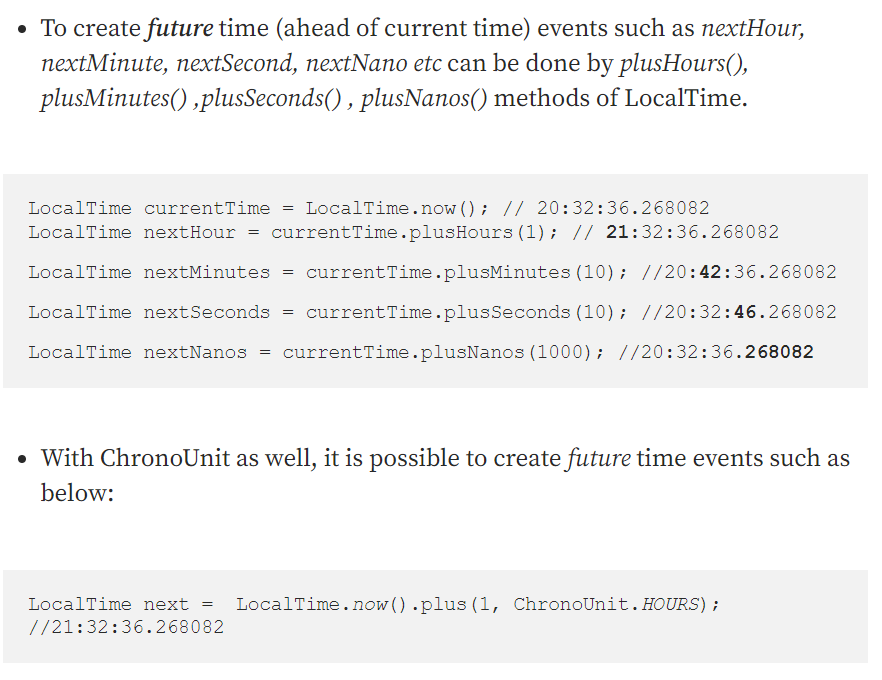 • To create future time (ahead of current time) events such as nextHour,
nextMinute, nextSecond, nextNano etc can be done by plusHours(),
plusMinutes() ,plusSeconds() , plusNanos() methods of LocalTime.
LocalTime currentTime = LocalTime.now(); // 20:32:36.268082
LocalTime nextHour = currentTime.plusHours(1); // 21:32:36.268082
LocalTime nextMinutes = currentTime.plusMinutes(10); //20:42:36.268082
LocalTime nextSeconds = currentTime.plusSeconds(10); //20:32:46.268082
LocalTime nextNanos = currentTime.plusNanos(1000); //20:32:36.268082
• With ChronoUnit as well, it is possible to create future time events such as
below:
LocalTime next =  LocalTime.now().plus(1, ChronoUnit.HOURS);
//21:32:36.268082